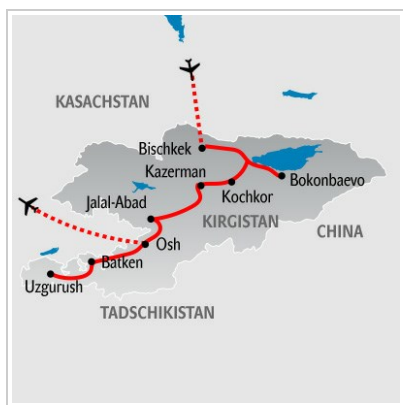 KASACHSTAN
Bischkek
Kazerman
Bokonbaevo
Kochkor
Jalal-Abad
KIRGISTAN
CHINA
Osh
Batken
Uzgurush
TADSCHIKISTAN